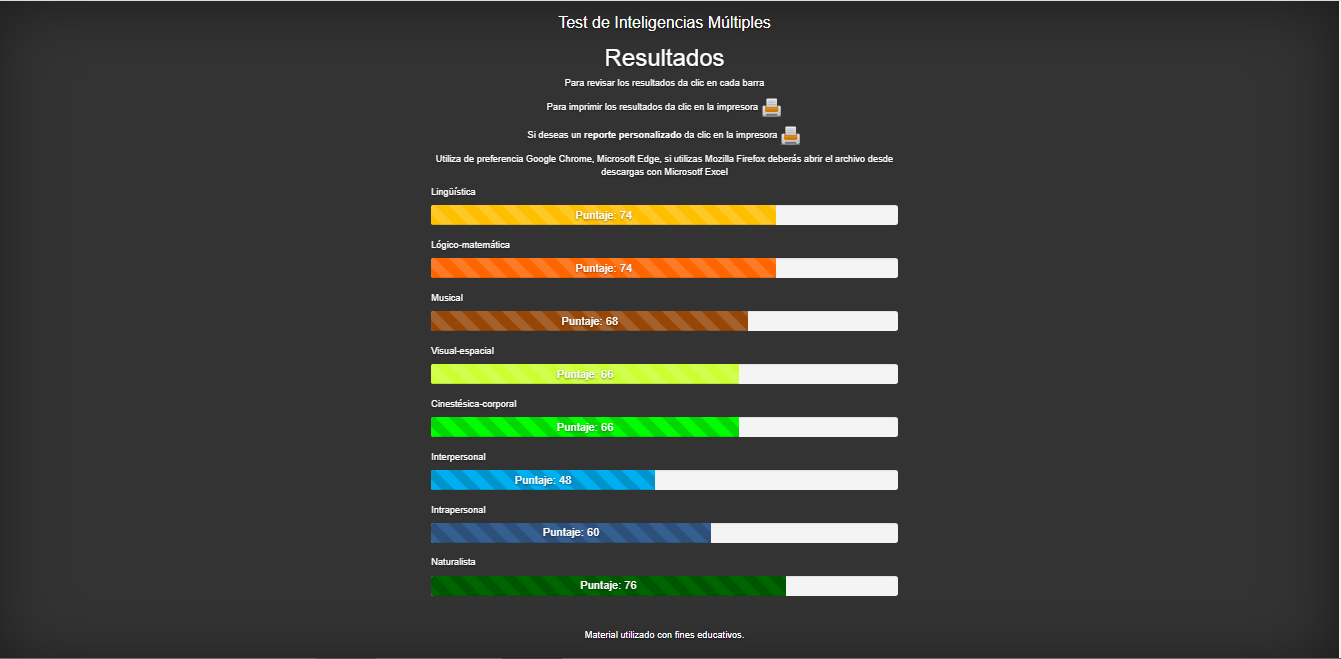 Test de Inteligencias Múltiples
Resultados
Para revisar los resultados da clic en cada barra
Para imprimir los resultados da clic en la impresora
Si deseas un reporte personalizado da clic en la impresora
Utiliza de preferencia Google Chrome, Microsoft Edge, si utilizas Mozilla Firefox deberás abrir el archivo desde
descargas con Microsotf Excel
Lingüística
Puntaje: 74
Lógico-matemática
Puntaje: 74
Musical
Puntaje: 68
Visual-espacial
Puntaje: 66
Cinestésica-corporal
Puntaje: 66
Interpersonal
Puntaje: 48
Intrapersonal
Puntaje: 60
Naturalista
Puntaje: 76
Material utilizado con fines educativos.